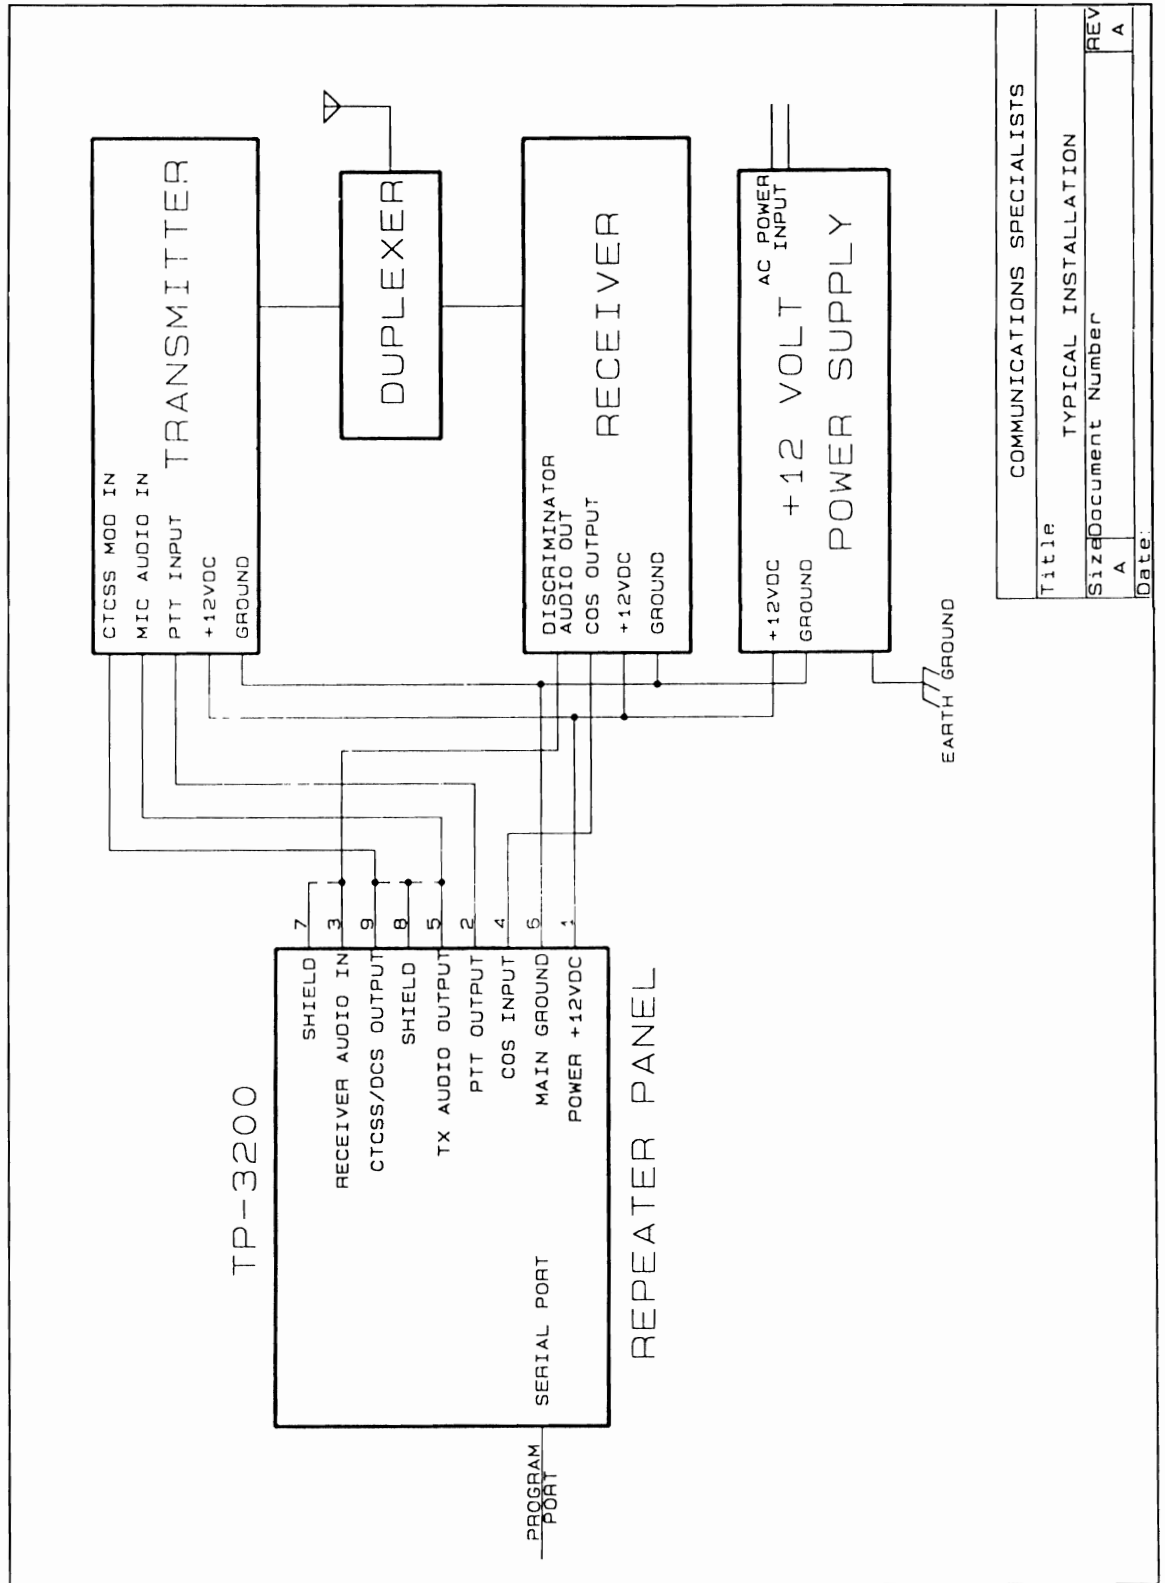 TP-3200
SHIELD 7
RECEIVER AUDIO IN 3
CTCSS/DCS OUTPUT 9
SHIELD 8
TX AUDIO OUTPUT 5
PTT OUTPUT 2
COS INPUT 4
MAIN GROUND 6
POWER +12VDC 1
SERIAL PORT
PROGRAM
PORT
REPEATER PANEL
CTCSS MOD IN
MIC AUDIO IN
PTT INPUT
+12VDC
GROUND
TRANSMITTER
DUPLEXER
DISCRIMINATOR
AUDIO OUT
COS OUTPUT
+12VDC
GROUND
RECEIVER
AC POWER
INPUT
+12 VOLT
POWER SUPPLY
+12VDC
GROUND
EARTH GROUND
COMMUNICATIONS SPECIALISTS
Title
TYPICAL INSTALLATION
Size Document Number REV
A A
Date: